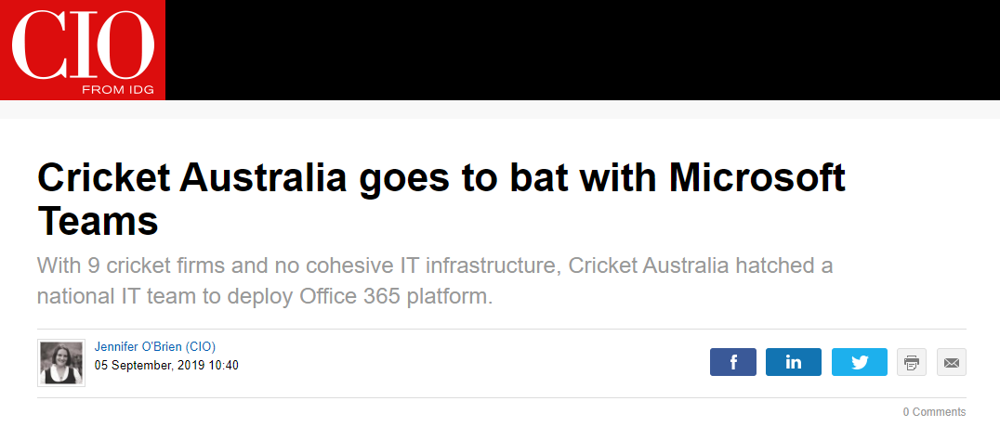 CIO
FROM IDG
Cricket Australia goes to bat with Microsoft
Teams
With 9 cricket firms and no cohesive IT infrastructure, Cricket Australia hatched a
national IT team to deploy Office 365 platform.
Jennifer O'Brien (CIO)
05 September, 2019 10:40
f in
0 Comments